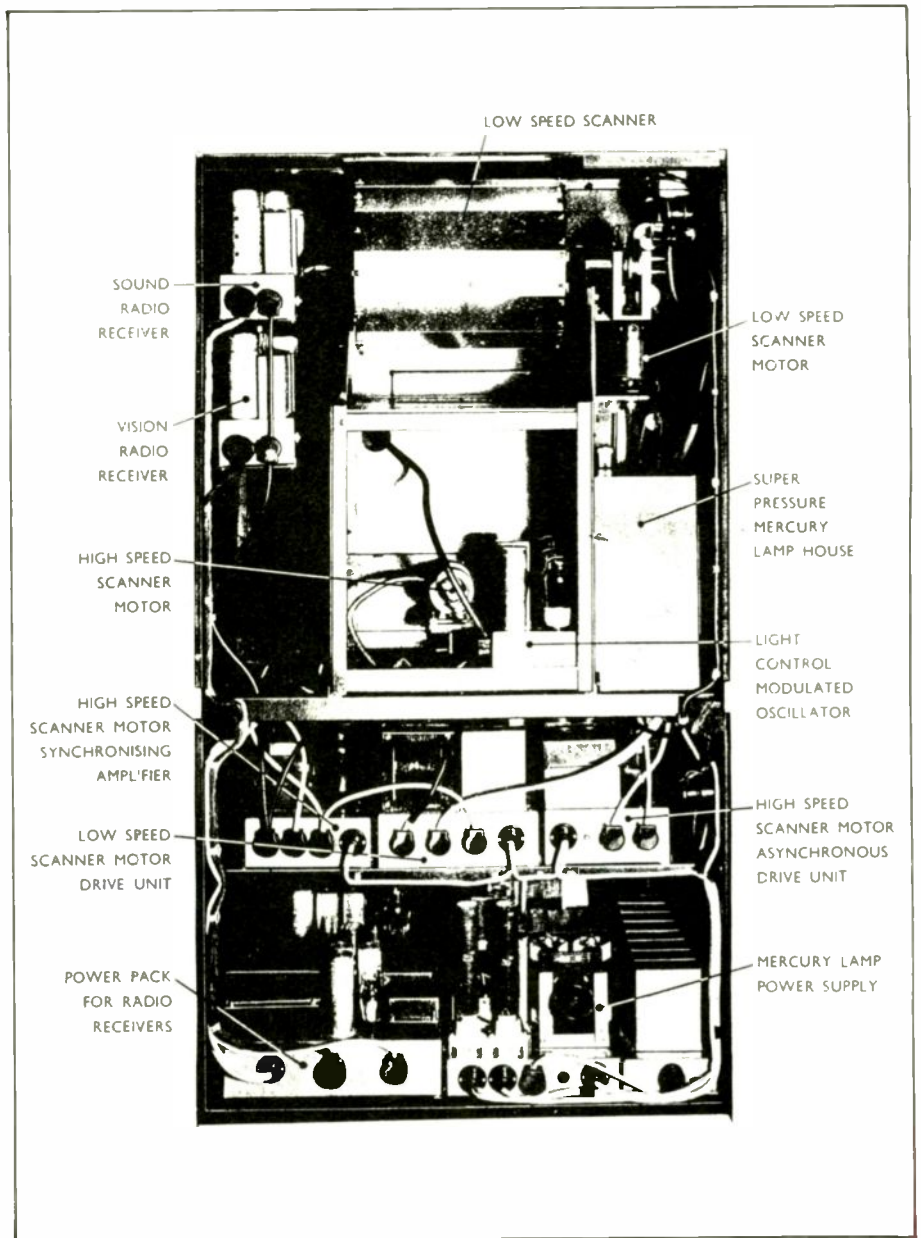 LOW SPEED SCANNER
SOUND
RADIO
RECEIVER
VISION
RADIO
RECEIVER
HIGH SPEED
SCANNER
MOTOR
HIGH SPEED
SCANNER MOTOR
SYNCHRONISING
AMPLIFIER
LOW SPEED
SCANNER MOTOR
DRIVE UNIT
POWER PACK
FOR RADIO
RECEIVERS
LOW SPEED
SCANNER
MOTOR
SUPER
PRESSURE
MERCURY
LAMP HOUSE
LIGHT
CONTROL
MODULATED
OSCILLATOR
HIGH SPEED
SCANNER MOTOR
ASYNCHRONOUS
DRIVE UNIT
MERCURY LAMP
POWER SUPPLY